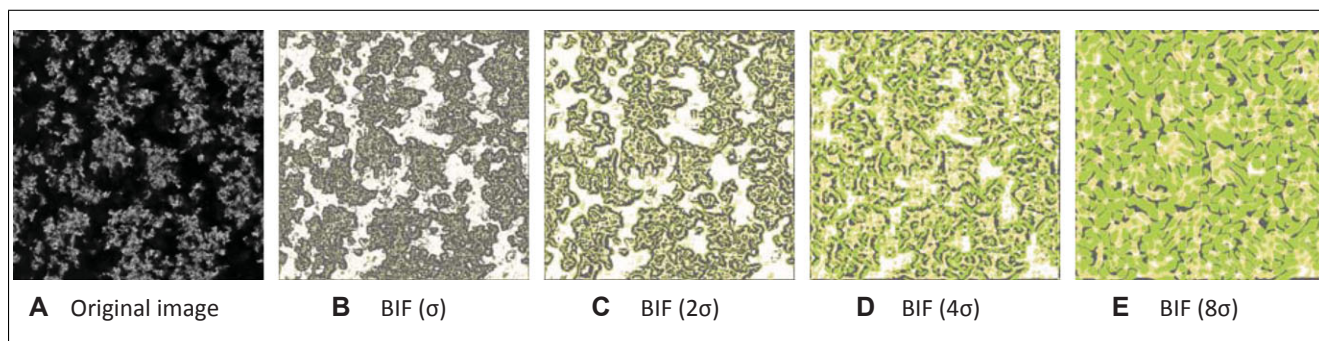 A Original image B BIF (σ) C BIF (2σ) D BIF (4σ) E BIF (8σ)